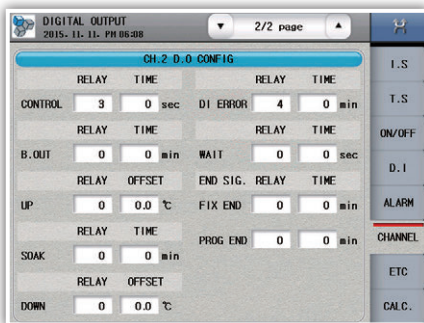 DIGITAL OUTPUT
2015. 11. 11. PM 06:08
▼ 2/2 page ▲
CH.2 D.O CONFIG
RELAY TIME RELAY TIME
CONTROL 3 0 sec DI ERROR 4 0 min
RELAY TIME RELAY TIME
B.OUT 0 0 min WAIT 0 0 sec
RELAY OFFSET END SIG. RELAY TIME
UP 0 0.0 ℃ FIX END 0 0 min
RELAY TIME
SOAK 0 0 min PROG END 0 0 min
RELAY OFFSET
DOWN 0 0.0 ℃
I.S
T.S
ON/OFF
D.I
ALARM
CHANNEL
ETC
CALC.